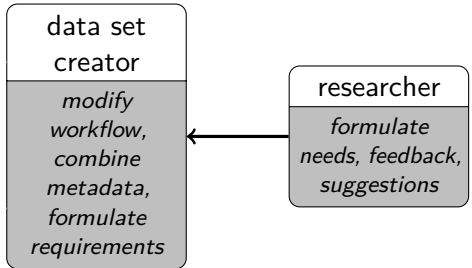 data set
creator
modify
workflow,
combine
metadata,
formulate
requirements
researcher
formulate
needs, feedback,
suggestions